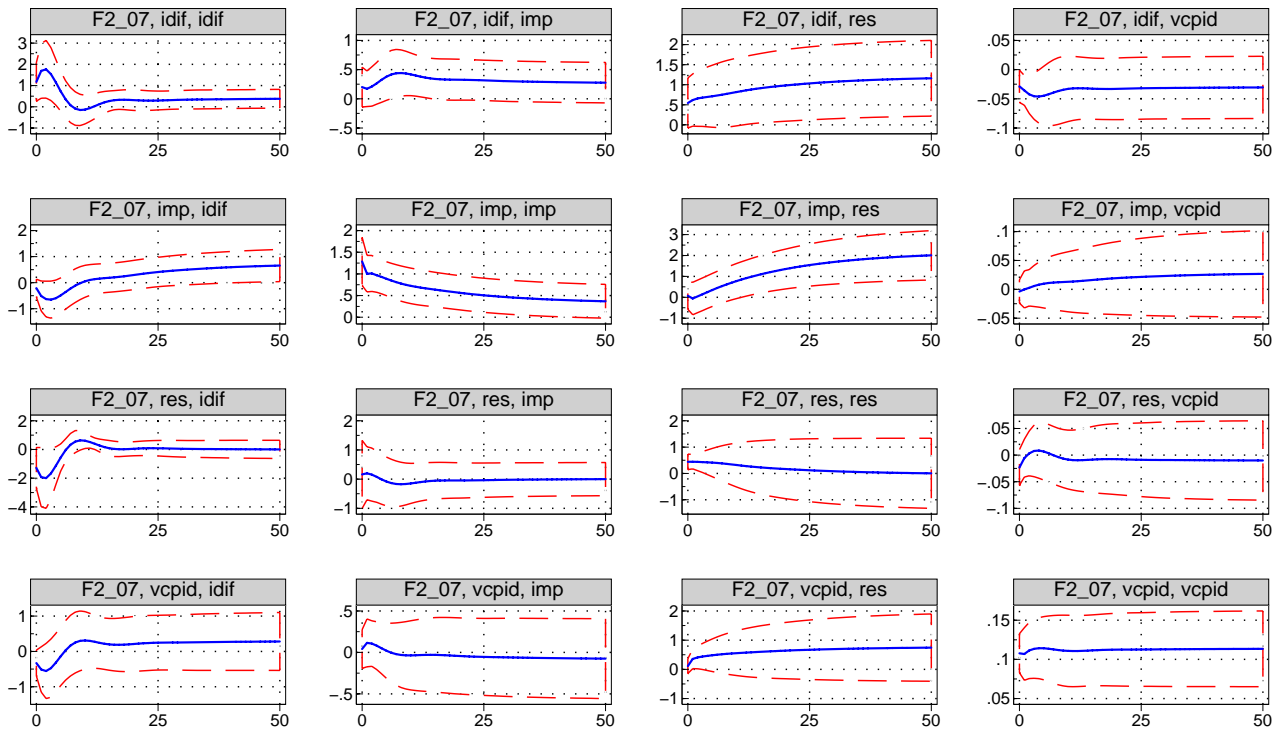 F2_07, idif, idif
3
2
1
0
−1
0 25 50
F2_07, idif, imp
1
.5
0
−.5
0 25 50
F2_07, idif, res
2
1.5
1
.5
0
0 25 50
F2_07, idif, vcpid
.05
0
−.05
−.1
0 25 50
F2_07, imp, idif
2
1
0
−1
0 25 50
F2_07, imp, imp
2
1.5
1
.5
0
0 25 50
F2_07, imp, res
3
2
1
0
−1
0 25 50
F2_07, imp, vcpid
.1
.05
0
−.05
0 25 50
F2_07, res, idif
2
0
−2
−4
0 25 50
F2_07, res, imp
2
1
0
−1
0 25 50
F2_07, res, res
2
1
0
−1
0 25 50
F2_07, res, vcpid
.05
0
−.05
−.1
0 25 50
F2_07, vcpid, idif
1
0
−1
0 25 50
F2_07, vcpid, imp
.5
0
−.5
0 25 50
F2_07, vcpid, res
2
1
0
−1
0 25 50
F2_07, vcpid, vcpid
.15
.1
.05
0 25 50